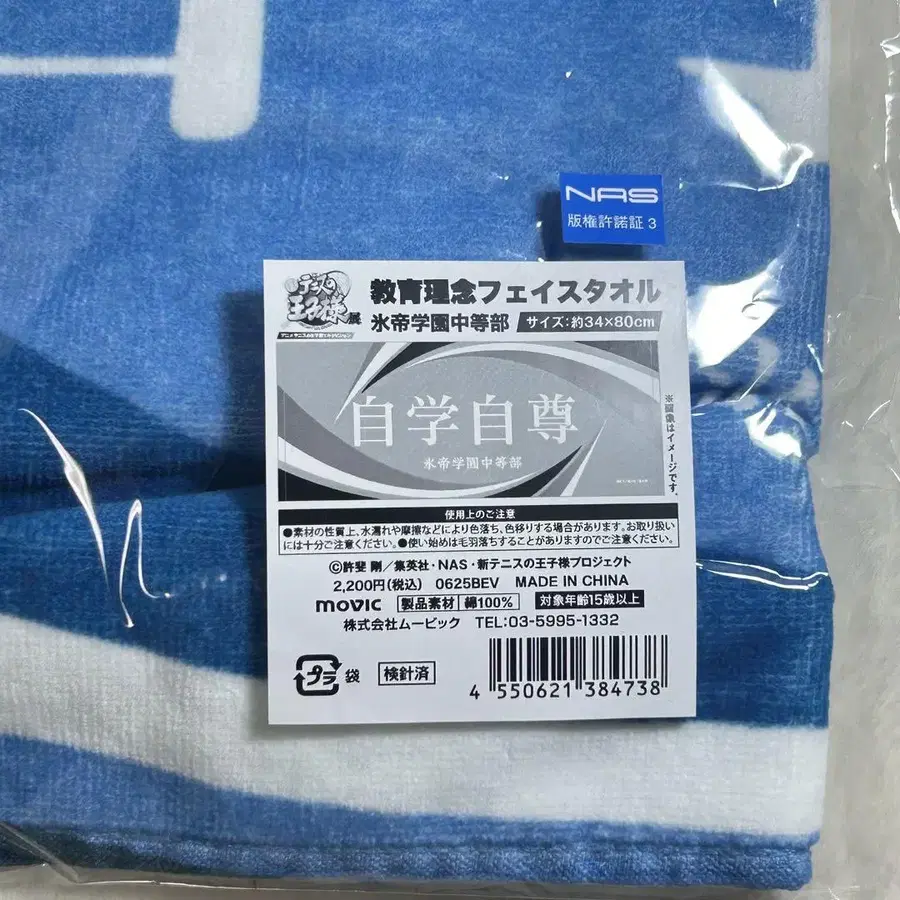 NAS
版権許諾証 3
テニスの
王子様展
教育理念フェイスタオル
氷帝学園中等部 サイズ:約34×80cm
自学自尊
氷帝学園中等部
※画像はイメージです。
使用上のご注意
●素材の性質上、水濡れや摩擦などにより色落ち、色移りする場合があります。お取り扱い
には十分ご注意ください。●使い始めは毛羽落ちすることがありますのでご注意ください。
©許斐 剛/集英社・NAS・新テニスの王子様プロジェクト
2,200円(税込) 0625BEV MADE IN CHINA
movic 製品素材 綿100% 対象年齢15歳以上
株式会社ムービック TEL:03-5995-1332
プラ 袋 検針済
4 550621 384738